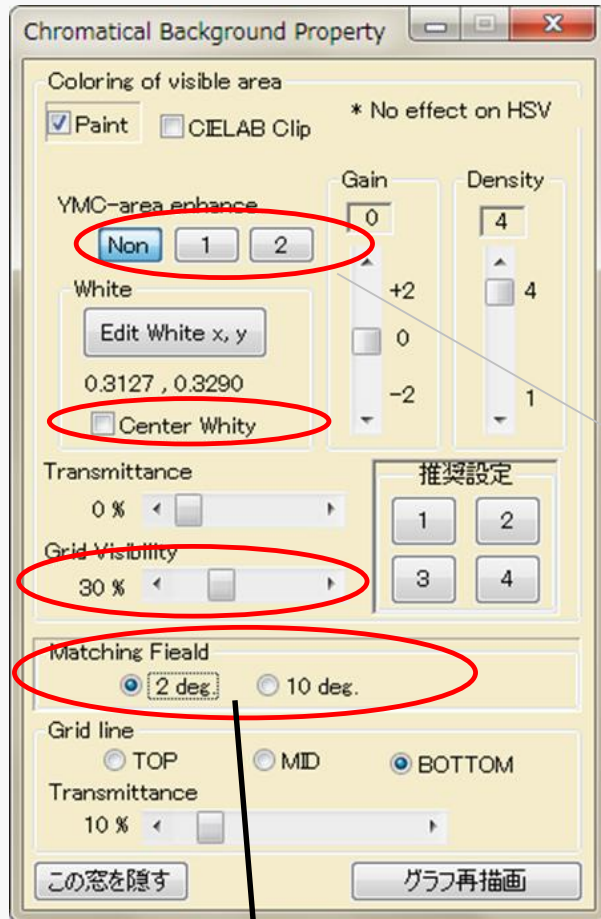 Chromatical Background Property
Coloring of visible area
Paint CIELAB Clip * No effect on HSV
Gain Density
YMC-area enhance
0 4
Non 1 2
White +2 4
Edit White x, y 0
0.3127 , 0.3290 -2 1
Center Whity
Transmittance 推奨設定
0 % 1 2
Grid Visibility
30 % 3 4
Matching Fieald
2 deg. 10 deg.
Grid line
TOP MID BOTTOM
Transmittance
10 %
この窓を隠す グラフ再描画